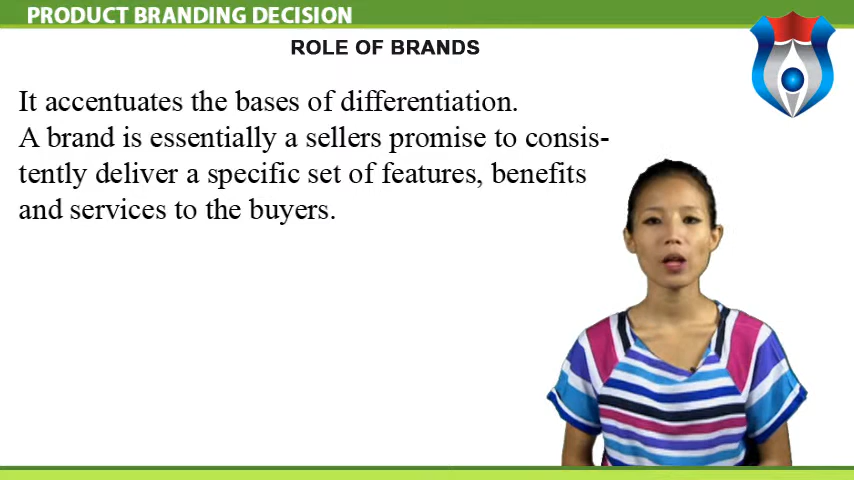 PRODUCT BRANDING DECISION
ROLE OF BRANDS
It accentuates the bases of differentiation.
A brand is essentially a sellers promise to consis-
tently deliver a specific set of features, benefits
and services to the buyers.